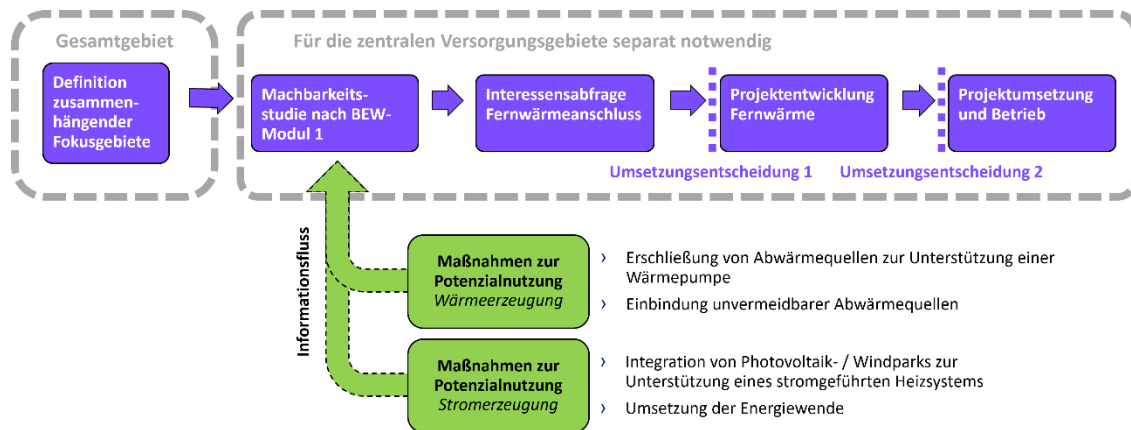 Gesamtgebiet
Für die zentralen Versorgungsgebiete separat notwendig
Definition
zusammen-
hängender
Fokusgebiete
Machbarkeits-
studie nach BEW-
Modul 1
Interessensabfrage
Fernwärmeanschluss
Projektentwicklung
Fernwärme
Projektumsetzung
und Betrieb
Umsetzungsentscheidung 1
Umsetzungsentscheidung 2
Informationsfluss
Maßnahmen zur
Potenzialnutzung
Wärmeerzeugung
› Erschließung von Abwärmequellen zur Unterstützung einer
Wärmepumpe
› Einbindung unvermeidbarer Abwärmequellen
Maßnahmen zur
Potenzialnutzung
Stromerzeugung
› Integration von Photovoltaik- / Windparks zur
Unterstützung eines stromgeführten Heizsystems
› Umsetzung der Energiewende